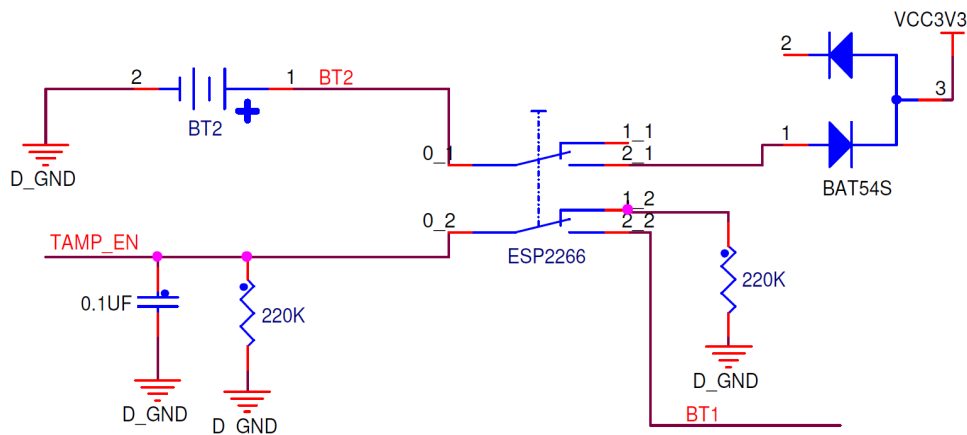 VCC3V3
2
2
1
BT2
3
BT2
1_1
1
0_1
2_1
D_GND
BAT54S
1_2
0_2
2_2
TAMP_EN
ESP2266
220K
0.1UF
220K
D_GND
D_GND
D_GND
BT1